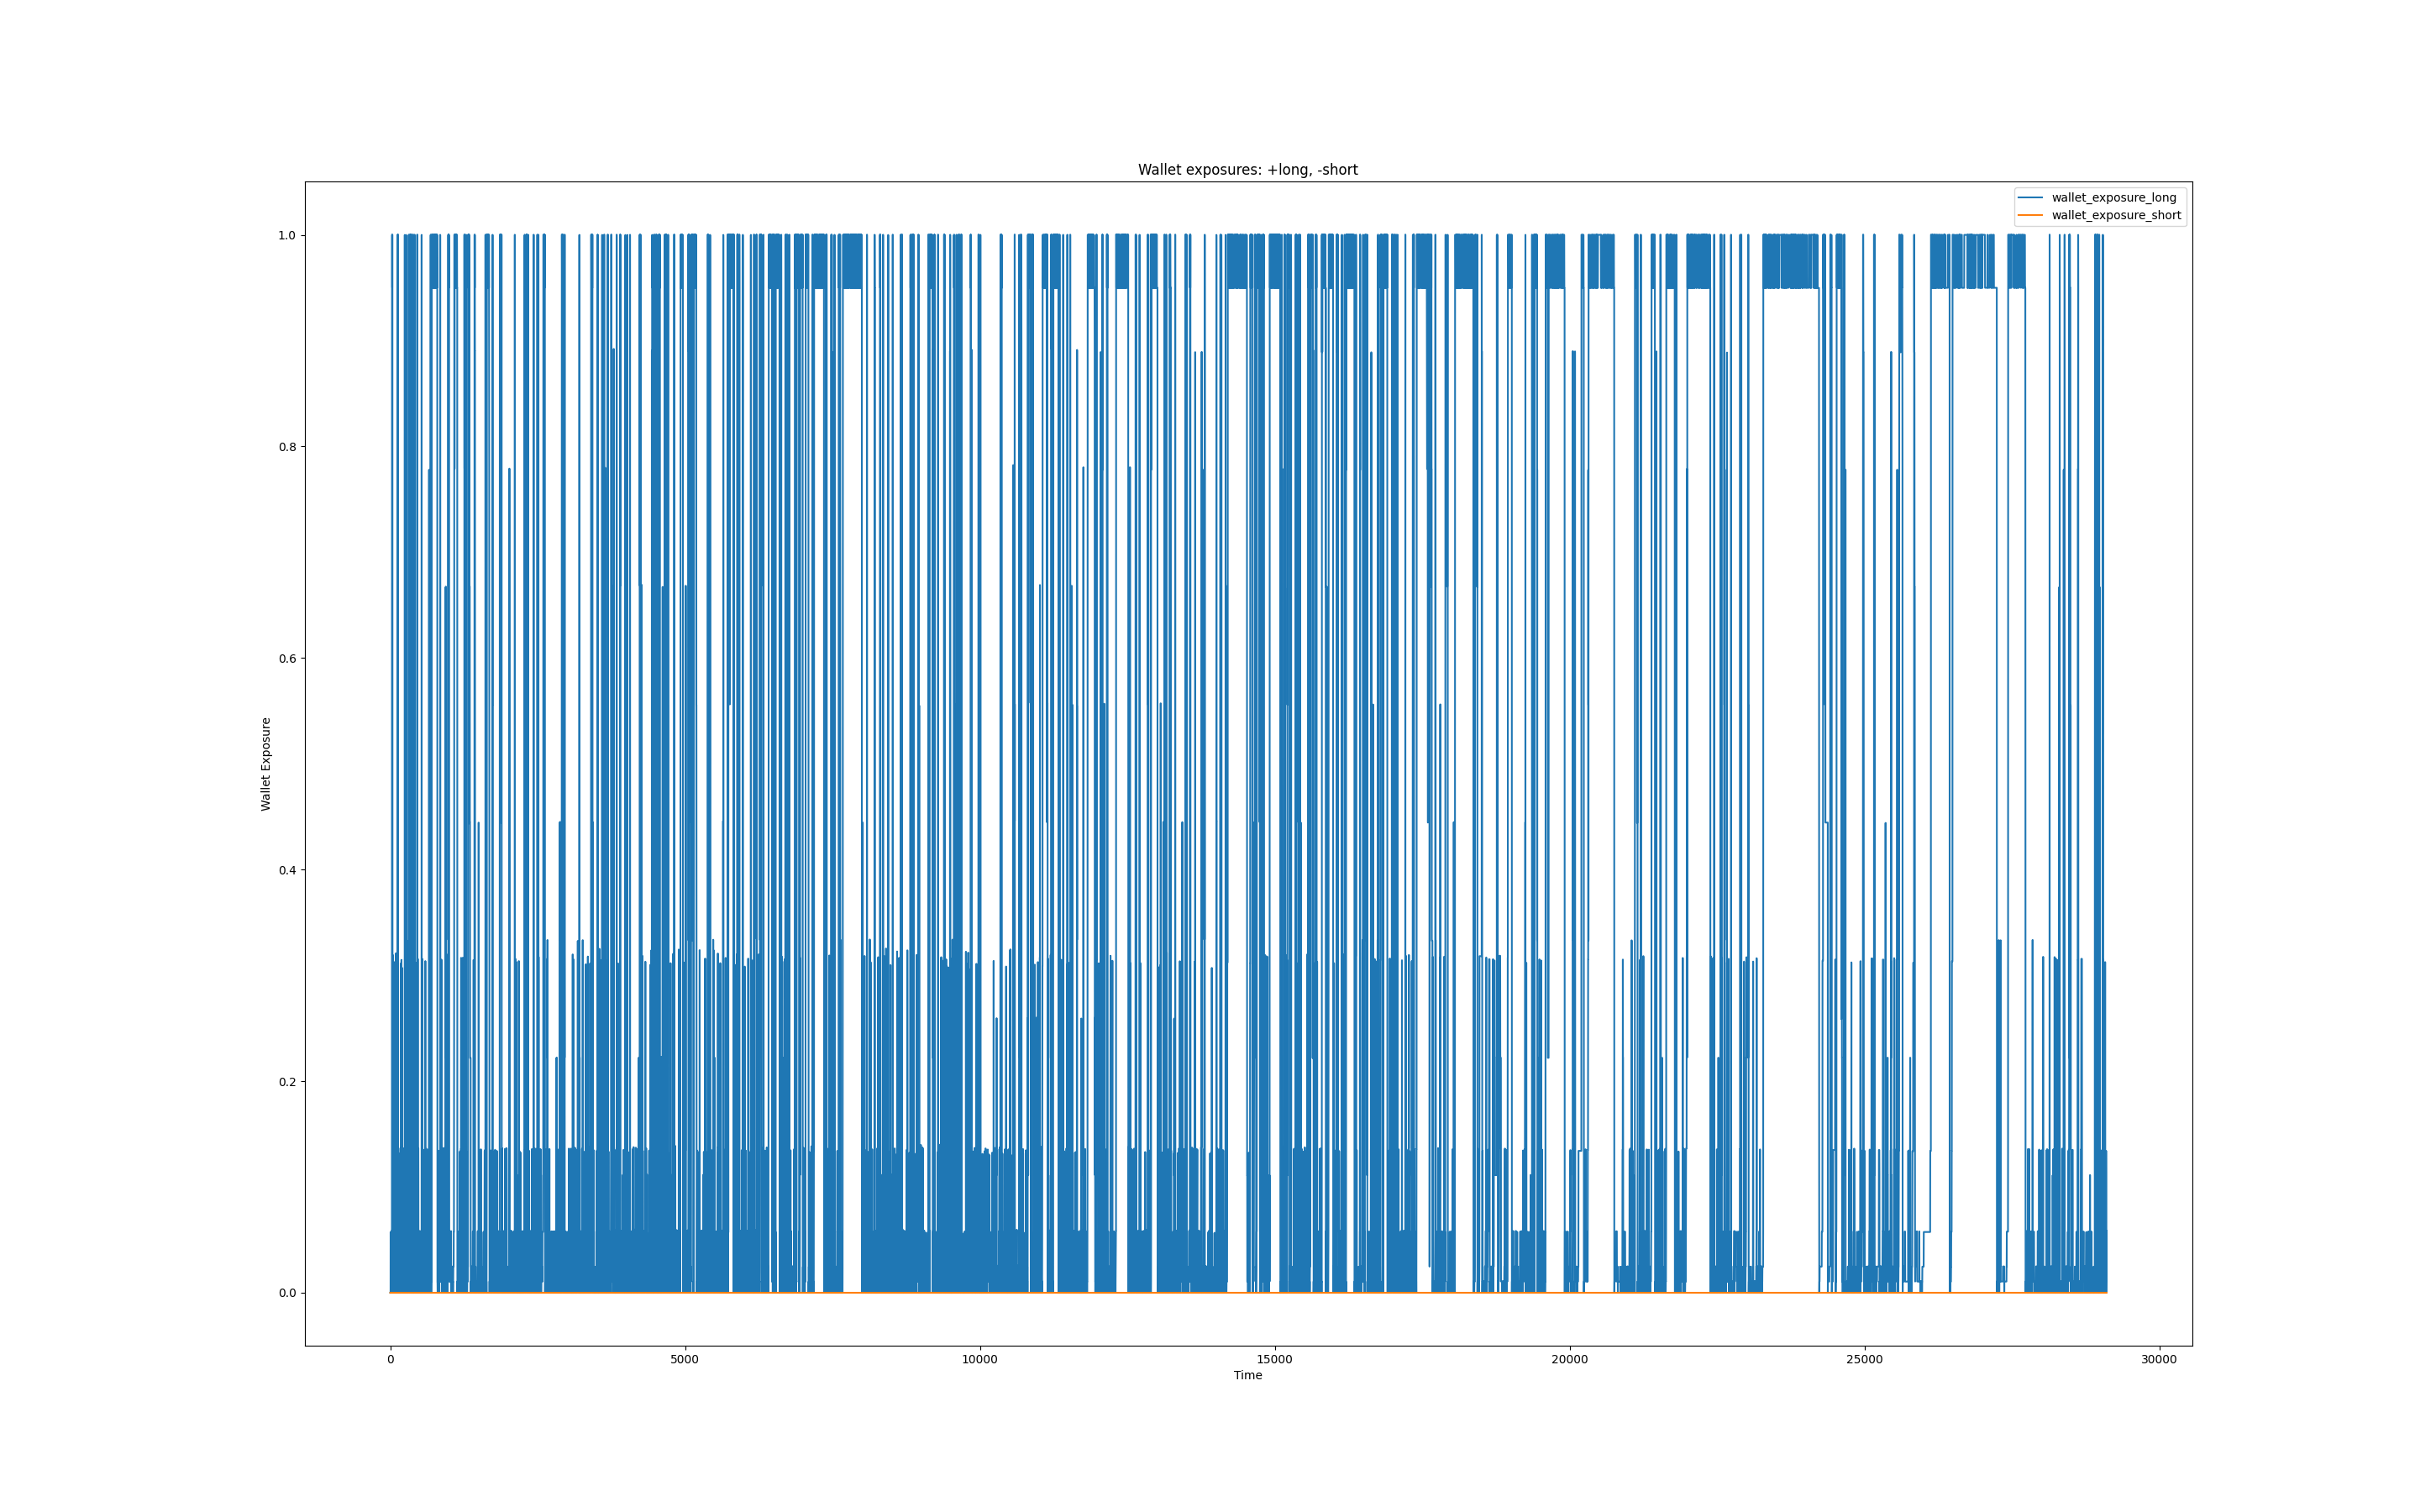 Wallet exposures: +long, -short
wallet_exposure_long
wallet_exposure_short
1.0
0.8
0.6
0.4
0.2
0.0
Wallet Exposure
0 5000 10000 15000 20000 25000 30000
Time